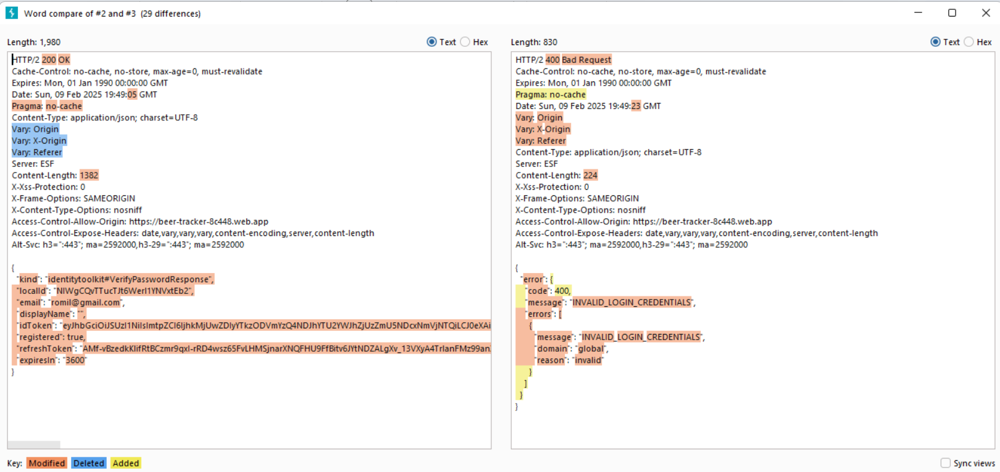 Word compare of #2 and #3 (29 differences)
Length: 1,980
Text
Hex
HTTP/2 200 OK
Cache-Control: no-cache, no-store, max-age=0, must-revalidate
Expires: Mon, 01 Jan 1990 00:00:00 GMT
Date: Sun, 09 Feb 2025 19:49:05 GMT
Pragma: no-cache
Content-Type: application/json; charset=UTF-8
Vary: Origin
Vary: X-Origin
Vary: Referer
Server: ESF
Content-Length: 1382
X-Xss-Protection: 0
X-Frame-Options: SAMEORIGIN
X-Content-Type-Options: nosniff
Access-Control-Allow-Origin: https://beer-tracker-8c448.web.app
Access-Control-Expose-Headers: date,vary,vary,vary,content-encoding,server,content-length
Alt-Svc: h3=":443"; ma=2592000,h3-29=":443"; ma=2592000
{
"kind": "identitytoolkit#VerifyPasswordResponse",
"localId":
"email": "romil@gmail.com",
"displayName": "",
"idToken":
"registered": true,
"refreshToken":
"expiresIn": "3600"
}
Length: 830
Text
Hex
HTTP/2 400 Bad Request
Cache-Control: no-cache, no-store, max-age=0, must-revalidate
Expires: Mon, 01 Jan 1990 00:00:00 GMT
Pragma: no-cache
Date: Sun, 09 Feb 2025 19:49:23 GMT
Vary: Origin
Vary: X-Origin
Vary: Referer
Content-Type: application/json; charset=UTF-8
Server: ESF
Content-Length: 224
X-Xss-Protection: 0
X-Frame-Options: SAMEORIGIN
X-Content-Type-Options: nosniff
Access-Control-Allow-Origin: https://beer-tracker-8c448.web.app
Access-Control-Expose-Headers: date,vary,vary,vary,content-encoding,server,content-length
Alt-Svc: h3=":443"; ma=2592000,h3-29=":443"; ma=2592000
{
"error": {
"code": 400,
"message": "INVALID_LOGIN_CREDENTIALS",
"errors": [
{
"message": "INVALID_LOGIN_CREDENTIALS",
"domain": "global",
"reason": "invalid"
}
]
}
}
Key: Modified Deleted Added
Sync views